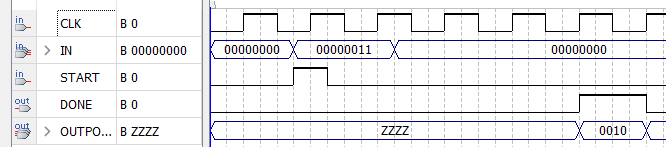 in CLK B 0
in > IN B 00000000 00000000 00000011 00000000
in START B 0
out DONE B 0
out > OUTPO... B ZZZZ ZZZZ 0010